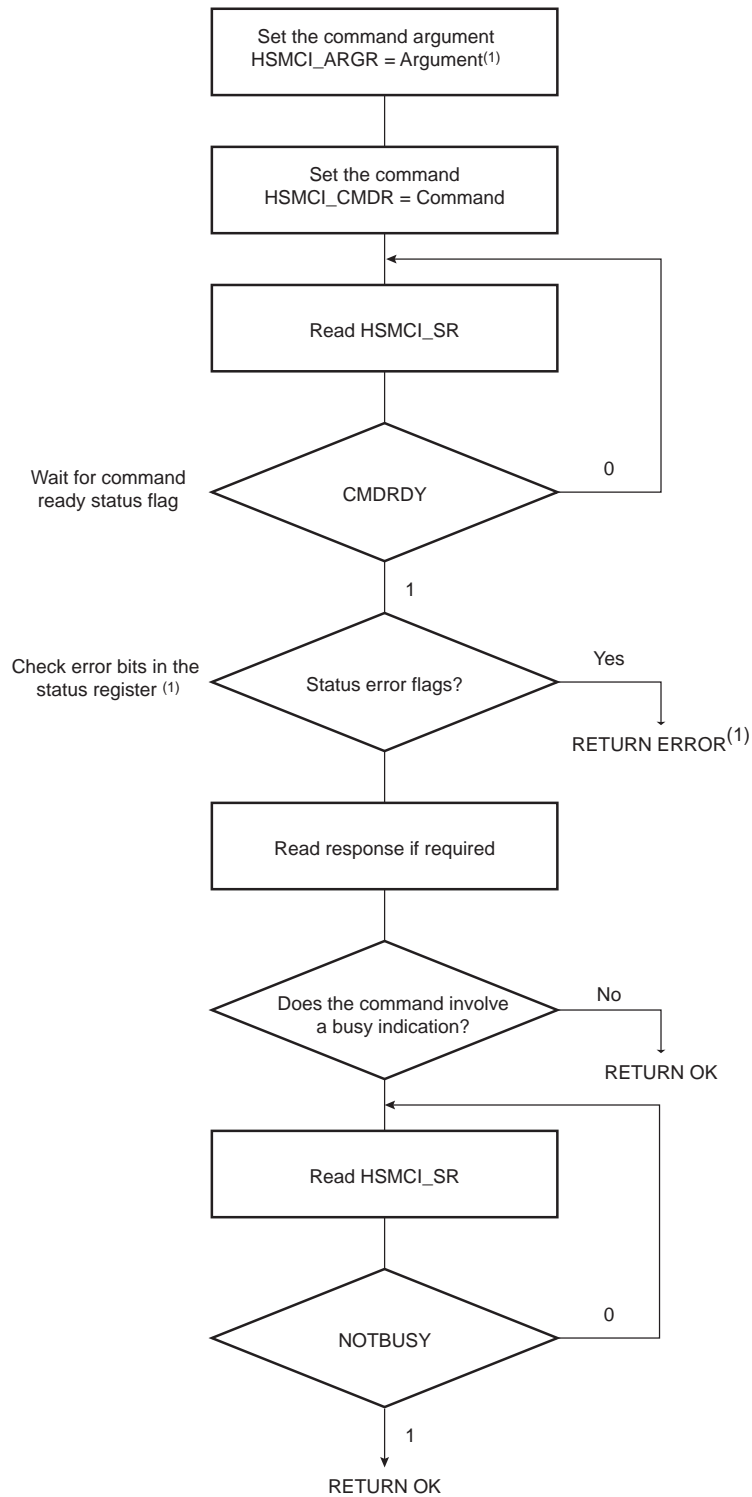 Set the command argument
HSMCI_ARGR = Argument(1)
Set the command
HSMCI_CMDR = Command
Read HSMCI_SR
Wait for command
ready status flag
CMDRDY
0
1
Check error bits in the
status register (1)
Status error flags?
Yes
RETURN ERROR(1)
Read response if required
Does the command involve
a busy indication?
No
RETURN OK
Read HSMCI_SR
NOTBUSY
0
1
RETURN OK